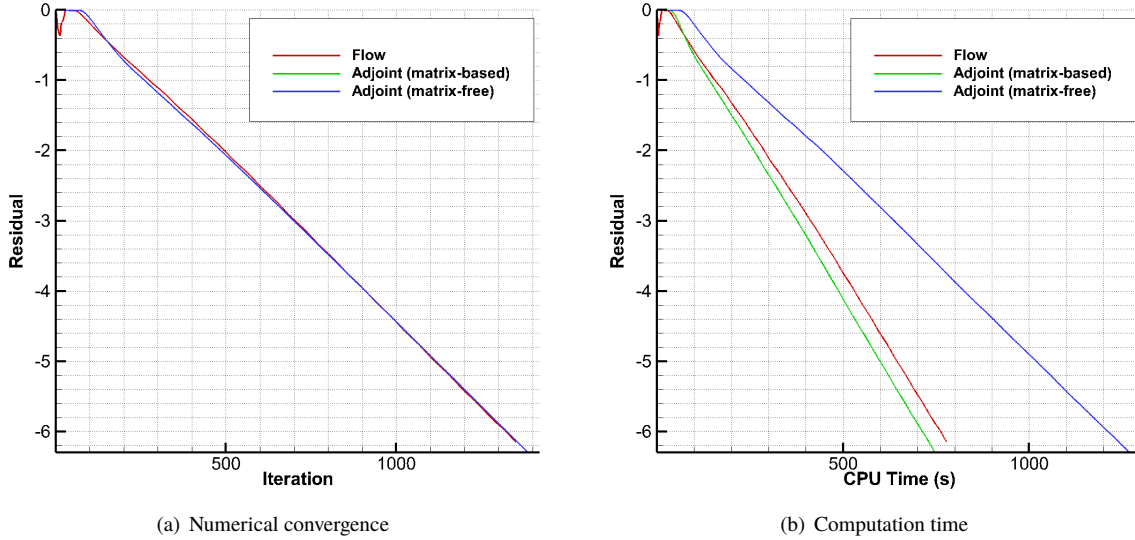 0
-1
-2
-3
-4
-5
-6
Residual
500
1000
Iteration
Flow
Adjoint (matrix-based)
Adjoint (matrix-free)
(a) Numerical convergence
0
-1
-2
-3
-4
-5
-6
Residual
500
1000
CPU Time (s)
Flow
Adjoint (matrix-based)
Adjoint (matrix-free)
(b) Computation time